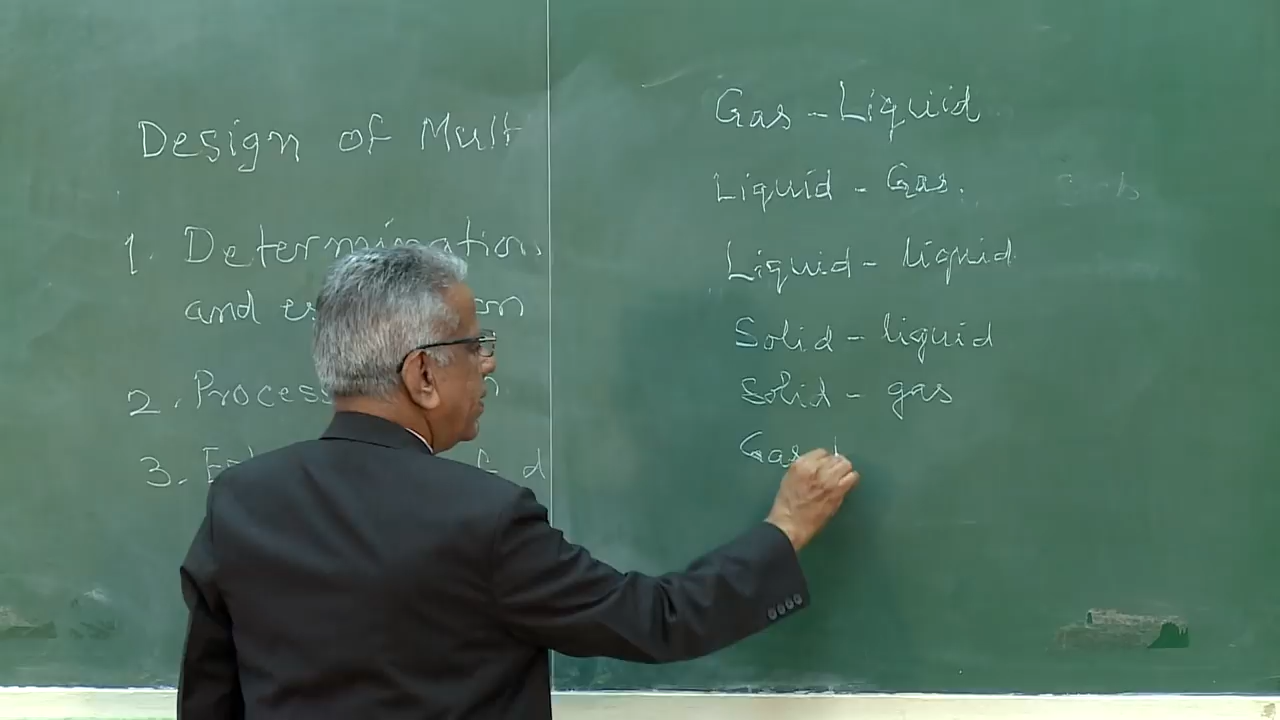 Design of Mult
1. Determination
and
2. Process
3.
Gas - Liquid
Liquid - Gas.
Liquid - liquid
Solid - liquid
Solid - gas
Gas